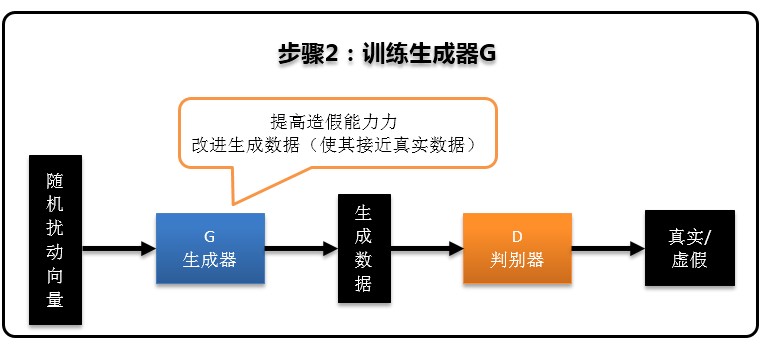 步骤2：训练生成器G
提高造假能力力
改进生成数据（使其接近真实数据）
随
机
扰
动
向
量
G
生成器
生
成
数
据
D
判别器
真实/
虚假